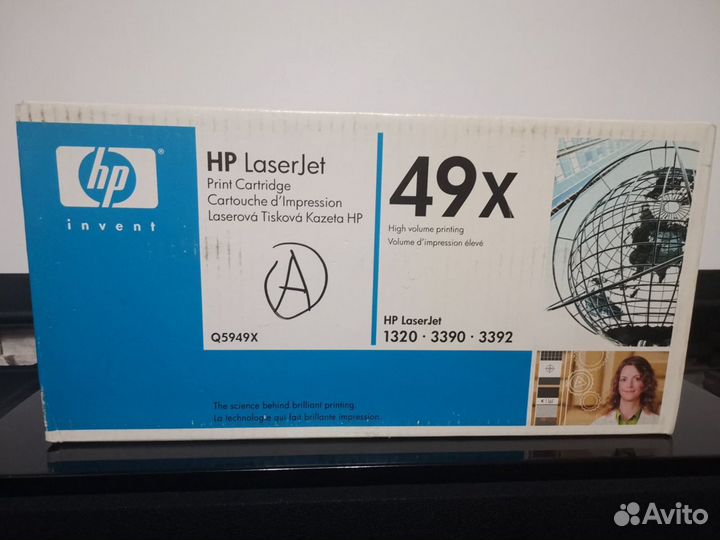 hp
invent
HP LaserJet
Print Cartridge
Cartouche d'Impression
Laserová Tisková Kazeta HP
A
Q5949X
49X
High volume printing
Volume d'impression élevé
HP LaserJet
1320 · 3390 · 3392
The science behind brilliant printing.
La technologie qui fait brillante impression.
Avito